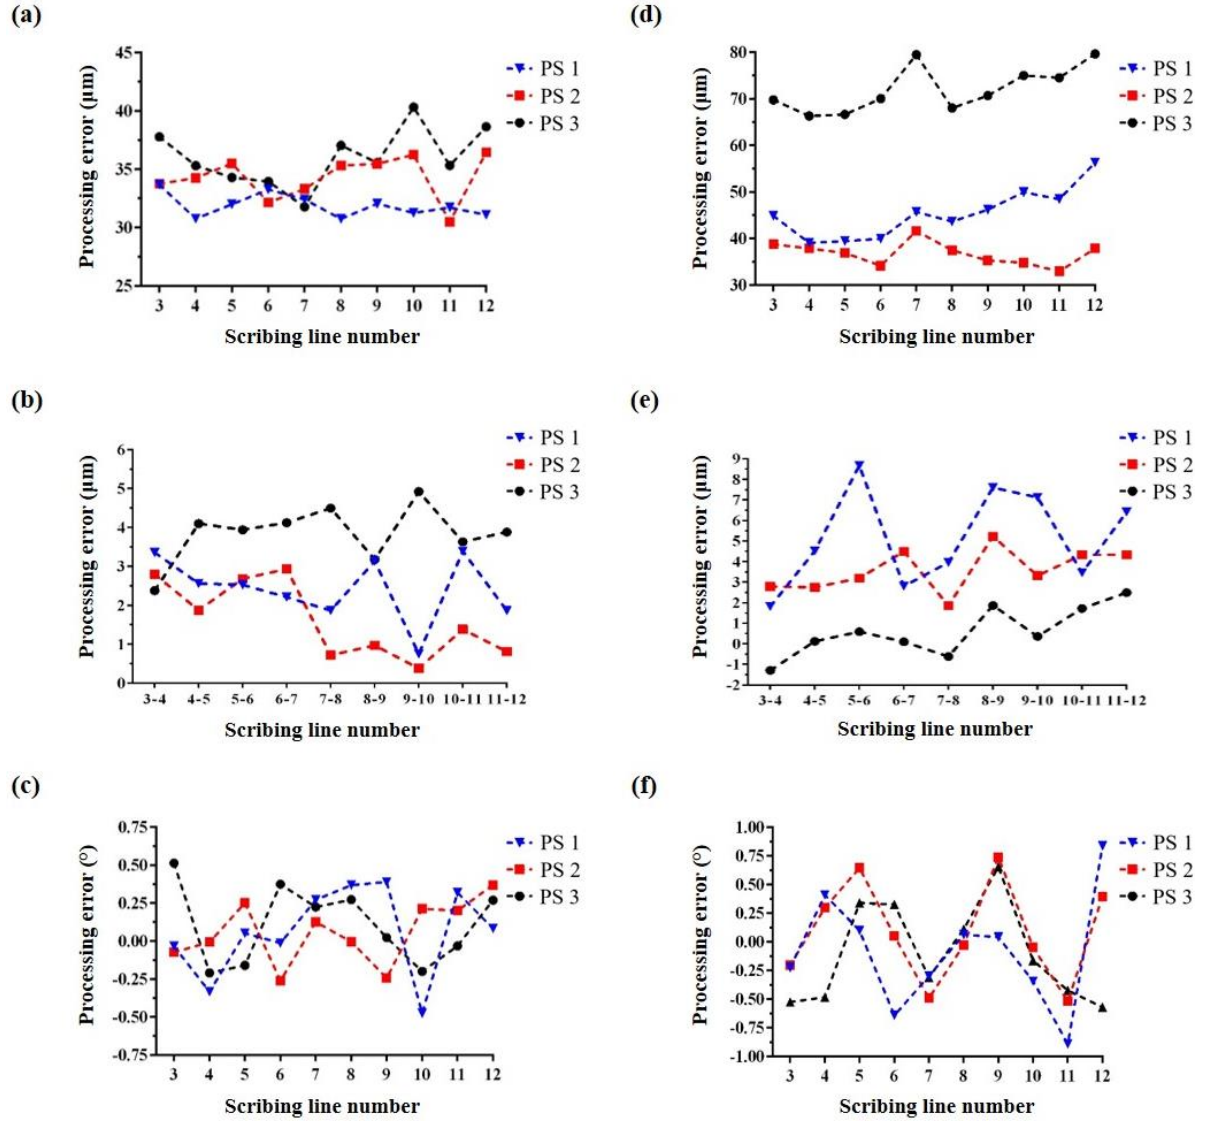 (a)
45
40
35
30
25
Processing error (µm)
3 4 5 6 7 8 9 10 11 12
Scribing line number
PS 1
PS 2
PS 3
(d)
80
70
60
50
40
30
Processing error (µm)
3 4 5 6 7 8 9 10 11 12
Scribing line number
PS 1
PS 2
PS 3
(b)
6
5
4
3
2
1
0
Processing error (µm)
3-4 4-5 5-6 6-7 7-8 8-9 9-10 10-11 11-12
Scribing line number
PS 1
PS 2
PS 3
(e)
9
8
7
6
5
4
3
2
1
0
-1
-2
Processing error (µm)
3-4 4-5 5-6 6-7 7-8 8-9 9-10 10-11 11-12
Scribing line number
PS 1
PS 2
PS 3
(c)
0.75
0.50
0.25
0.00
-0.25
-0.50
-0.75
Processing error (°)
3 4 5 6 7 8 9 10 11 12
Scribing line number
PS 1
PS 2
PS 3
(f)
1.00
0.75
0.50
0.25
0.00
-0.25
-0.50
-0.75
-1.00
Processing error (°)
3 4 5 6 7 8 9 10 11 12
Scribing line number
PS 1
PS 2
PS 3